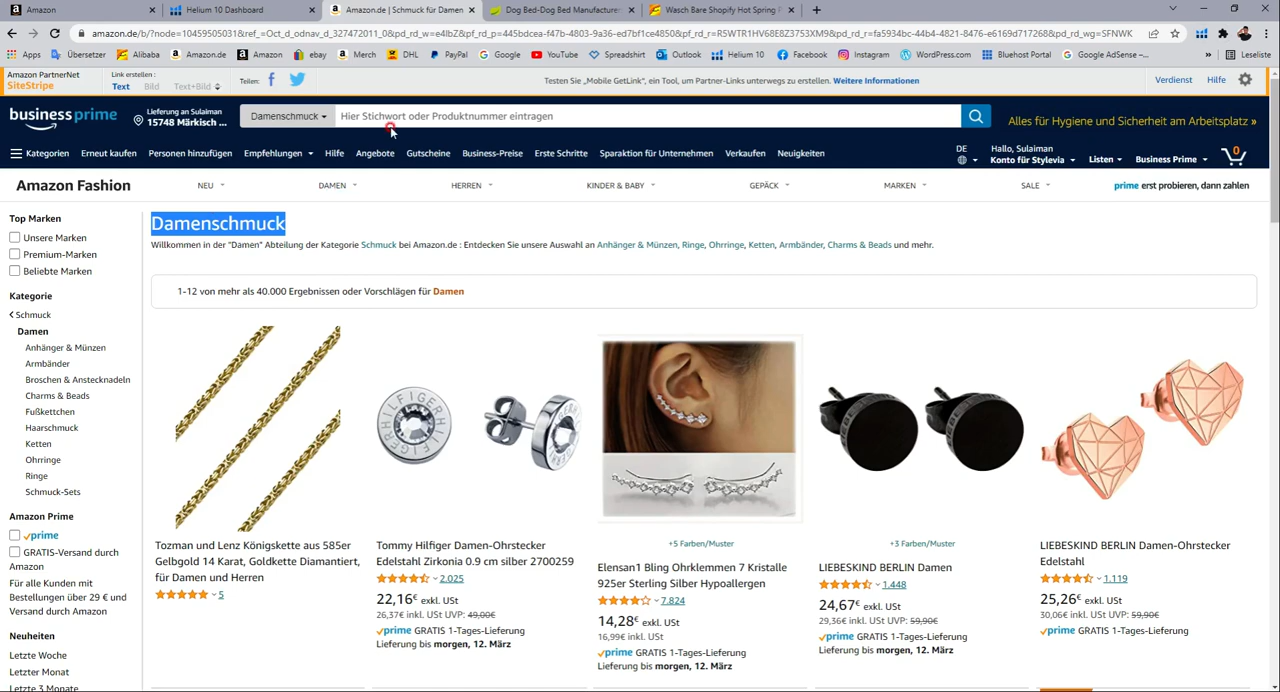 Amazon
Helium 10 Dashboard
Amazon.de | Schmuck für Damen
Dog Bed-Dog Bed Manufacturer
Wasch Bare Shopify Hot Spring P
amazon.de/b/?node=10459505031&ref_=Oct_d_odnav_d_327472011_0&pd_rd_w=e4lbZ&pf_rd_p=445bdcea-f47b-4803-9a36-ed7bf1ce4850&pf_rd_r=RSWTR1HV68E8Z3753XM9&pd_rd_r=fa5934bc-44b4-4821-8476-e6169d717268&pd_rd_wg=SFNWK
Apps Übersetzer Alibaba Amazon.de Amazon ebay Merch DHL PayPal Google YouTube Spreadshirt Outlook Helium 10 Facebook Instagram WordPress.com Bluehost Portal Google AdSense –... » Leseliste
Amazon PartnerNet
SiteStripe
Link erstellen :
Text Bild Text+Bild
Teilen:
Testen Sie „Mobile GetLink“, ein Tool, um Partner-Links unterwegs zu erstellen. Weitere Informationen
Verdienst Hilfe
business prime
Lieferung an Sulaiman
15748 Märkisch ...
Damenschmuck
Hier Stichwort oder Produktnummer eintragen
Alles für Hygiene und Sicherheit am Arbeitsplatz »
Kategorien Erneut kaufen Personen hinzufügen Empfehlungen Hilfe Angebote Gutscheine Business-Preise Erste Schritte Sparaktion für Unternehmen Verkaufen Neuigkeiten
DE
Hallo, Sulaiman
Konto für Stylevia
Listen
Business Prime
0
Amazon Fashion
NEU DAMEN HERREN KINDER & BABY GEPÄCK MARKEN SALE
prime erst probieren, dann zahlen
Top Marken
Unsere Marken
Premium-Marken
Beliebte Marken
Kategorie
Schmuck
Damen
Anhänger & Münzen
Armbänder
Broschen & Anstecknadeln
Charms & Beads
Fußkettchen
Haarschmuck
Ketten
Ohrringe
Ringe
Schmuck-Sets
Amazon Prime
prime
GRATIS-Versand durch
Amazon
Für alle Kunden mit
Bestellungen über 29 € und
Versand durch Amazon
Neuheiten
Letzte Woche
Letzter Monat
Letzte 3 Monate
Damenschmuck
Willkommen in der "Damen" Abteilung der Kategorie Schmuck bei Amazon.de : Entdecken Sie unsere Auswahl an Anhänger & Münzen, Ringe, Ohrringe, Ketten, Armbänder, Charms & Beads und mehr.
1-12 von mehr als 40.000 Ergebnissen oder Vorschlägen für Damen
HILFIGER
Tozman und Lenz Königskette aus 585er
Gelbgold 14 Karat, Goldkette Diamantiert,
für Damen und Herren
5
Tommy Hilfiger Damen-Ohrstecker
Edelstahl Zirkonia 0.9 cm silber 2700259
2.025
22,16€ exkl. USt
26,37€ inkl. USt UVP: 49,00€
prime GRATIS 1-Tages-Lieferung
Lieferung bis morgen, 12. März
+5 Farben/Muster
Elensan1 Bling Ohrklemmen 7 Kristalle
925er Sterling Silber Hypoallergen
7.824
14,28€ exkl. USt
16,99€ inkl. USt
prime GRATIS 1-Tages-Lieferung
Lieferung bis morgen, 12. März
+3 Farben/Muster
LIEBESKIND BERLIN Damen
1.448
24,67€ exkl. USt
29,36€ inkl. USt UVP: 59,90€
prime GRATIS 1-Tages-Lieferung
Lieferung bis morgen, 12. März
LIEBESKIND BERLIN Damen-Ohrstecker
Edelstahl
1.119
25,26€ exkl. USt
30,06€ inkl. USt UVP: 59,90€
prime GRATIS 1-Tages-Lieferung